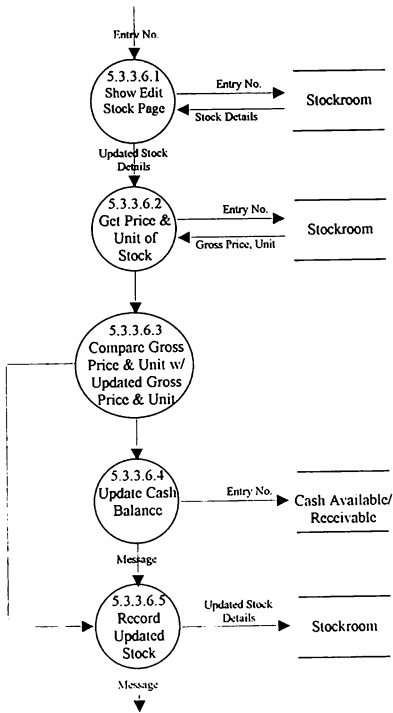 Entry No.
5.3.3.6.1
Show Edit
Stock Page
Entry No.
Stock Details
Stockroom
Updated Stock
Details
5.3.3.6.2
Get Price &
Unit of
Stock
Entry No.
Gross Price, Unit
Stockroom
5.3.3.6.3
Compare Gross
Price & Unit w/
Updated Gross
Price & Unit
5.3.3.6.4
Update Cash
Balance
Entry No.
Cash Available/
Receivable
Message
5.3.3.6.5
Record
Updated
Stock
Updated Stock
Details
Stockroom
Message